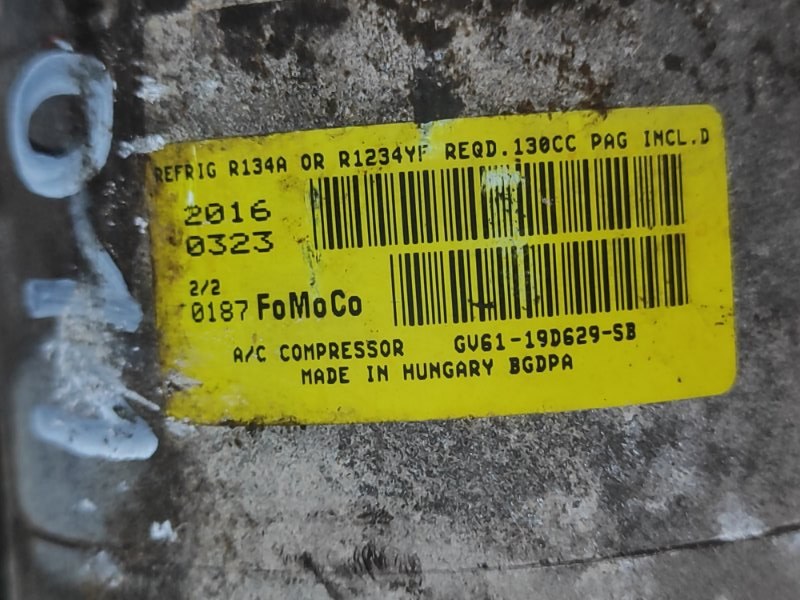 REFRIG R134A OR R1234YF REQD.130CC PAG INCL.D
2016
0323
2/2
0187 FoMoCo
A/C COMPRESSOR GV61-19D629-SB
MADE IN HUNGARY BGDPA